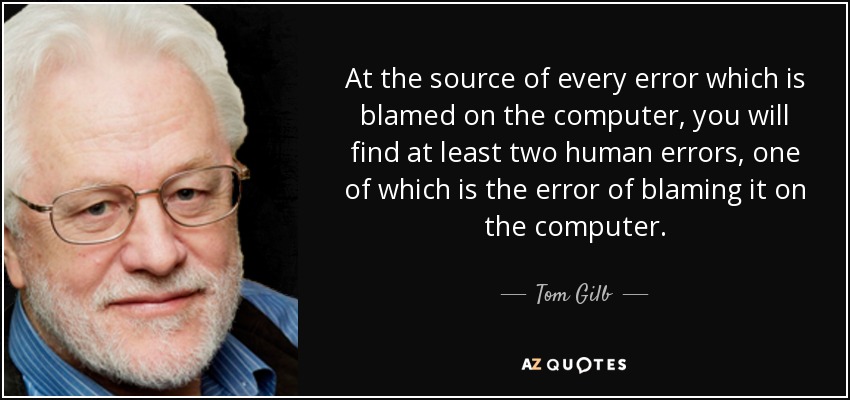 At the source of every error which is
blamed on the computer, you will
find at least two human errors, one
of which is the error of blaming it on
the computer.
Tom Gilb
AZ QUOTES